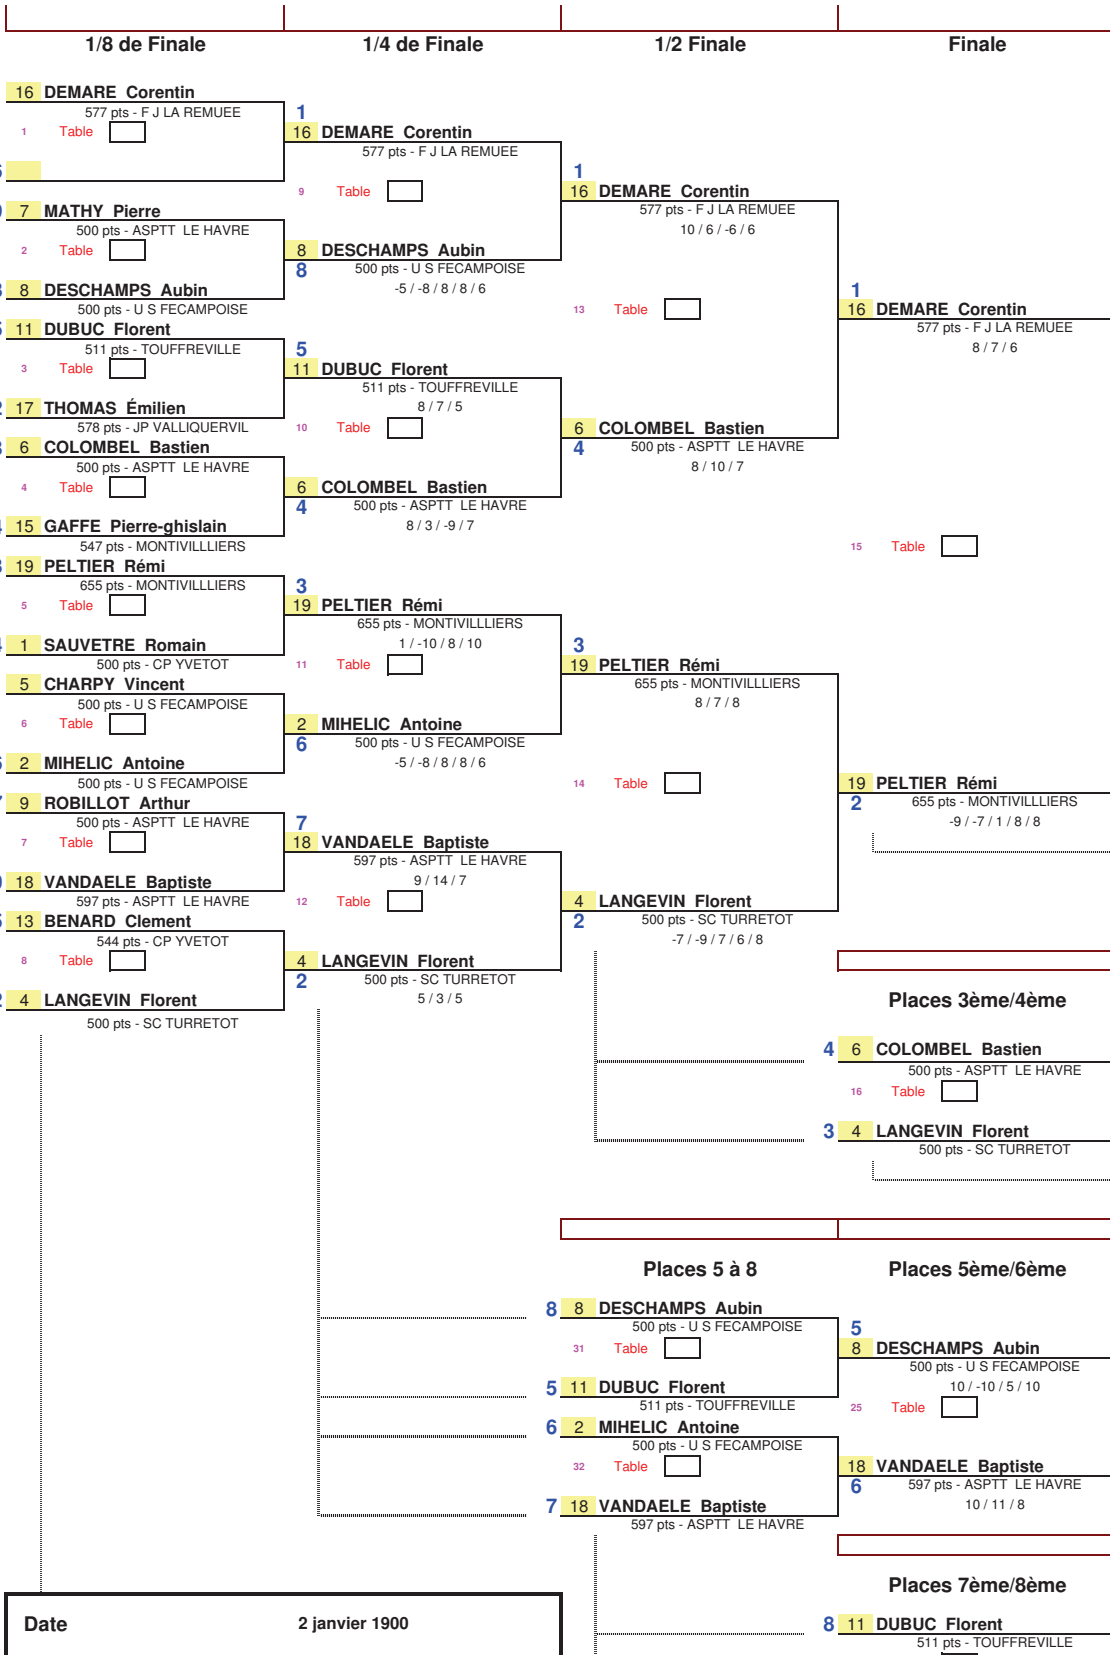 1/8 de Finale
1/4 de Finale
1/2 Finale
Finale
16 DEMARE Corentin
577 pts - F J LA REMUEE
1 Table
7 MATHY Pierre
500 pts - ASPTT LE HAVRE
2 Table
8 DESCHAMPS Aubin
500 pts - U S FECAMPOISE
11 DUBUC Florent
511 pts - TOUFFREVILLE
3 Table
17 THOMAS Émilien
578 pts - JP VALLIQUERVIL
6 COLOMBEL Bastien
500 pts - ASPTT LE HAVRE
4 Table
15 GAFFE Pierre-ghislain
547 pts - MONTIVILLLIERS
19 PELTIER Rémi
655 pts - MONTIVILLLIERS
5 Table
1 SAUVETRE Romain
500 pts - CP YVETOT
5 CHARPY Vincent
500 pts - U S FECAMPOISE
6 Table
2 MIHELIC Antoine
500 pts - U S FECAMPOISE
9 ROBILLOT Arthur
500 pts - ASPTT LE HAVRE
7 Table
18 VANDAELE Baptiste
597 pts - ASPTT LE HAVRE
13 BENARD Clement
544 pts - CP YVETOT
8 Table
4 LANGEVIN Florent
500 pts - SC TURRETOT
1
16 DEMARE Corentin
577 pts - F J LA REMUEE
9 Table
8 DESCHAMPS Aubin
8 500 pts - U S FECAMPOISE
-5 / -8 / 8 / 8 / 6
5
11 DUBUC Florent
511 pts - TOUFFREVILLE
8 / 7 / 5
10 Table
6 COLOMBEL Bastien
4 500 pts - ASPTT LE HAVRE
8 / 3 / -9 / 7
3
19 PELTIER Rémi
655 pts - MONTIVILLLIERS
1 / -10 / 8 / 10
11 Table
2 MIHELIC Antoine
6 500 pts - U S FECAMPOISE
-5 / -8 / 8 / 8 / 6
7
18 VANDAELE Baptiste
597 pts - ASPTT LE HAVRE
9 / 14 / 7
12 Table
4 LANGEVIN Florent
2 500 pts - SC TURRETOT
5 / 3 / 5
1
16 DEMARE Corentin
577 pts - F J LA REMUEE
10 / 6 / -6 / 6
13 Table
6 COLOMBEL Bastien
4 500 pts - ASPTT LE HAVRE
8 / 10 / 7
3
19 PELTIER Rémi
655 pts - MONTIVILLLIERS
8 / 7 / 8
14 Table
4 LANGEVIN Florent
2 500 pts - SC TURRETOT
-7 / -9 / 7 / 6 / 8
1
16 DEMARE Corentin
577 pts - F J LA REMUEE
8 / 7 / 6
15 Table
19 PELTIER Rémi
2 655 pts - MONTIVILLLIERS
-9 / -7 / 1 / 8 / 8
Places 3ème/4ème
4 6 COLOMBEL Bastien
500 pts - ASPTT LE HAVRE
16 Table
3 4 LANGEVIN Florent
500 pts - SC TURRETOT
Places 5 à 8
8 8 DESCHAMPS Aubin
500 pts - U S FECAMPOISE
31 Table
5 11 DUBUC Florent
511 pts - TOUFFREVILLE
6 2 MIHELIC Antoine
500 pts - U S FECAMPOISE
32 Table
7 18 VANDAELE Baptiste
597 pts - ASPTT LE HAVRE
Places 5ème/6ème
5
8 DESCHAMPS Aubin
500 pts - U S FECAMPOISE
10 / -10 / 5 / 10
25 Table
18 VANDAELE Baptiste
6 597 pts - ASPTT LE HAVRE
10 / 11 / 8
Places 7ème/8ème
8 11 DUBUC Florent
511 pts - TOUFFREVILLE
Date 2 janvier 1900